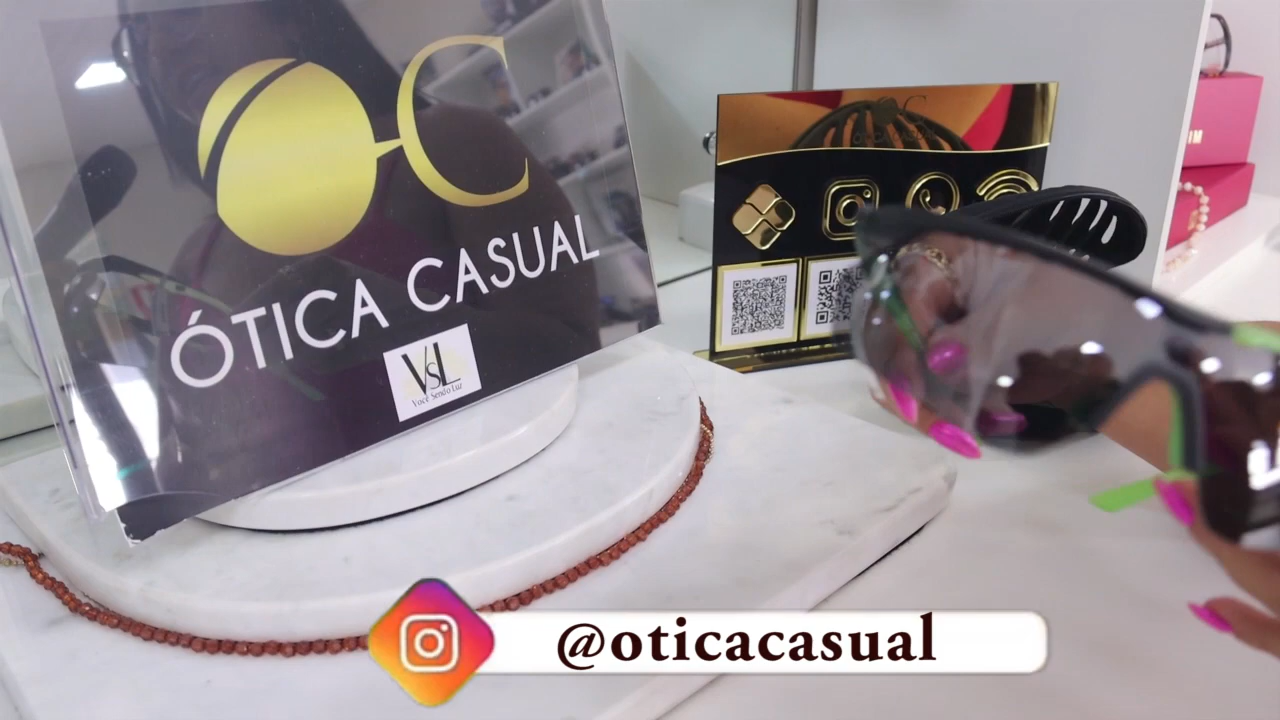 OC
ÓTICA CASUAL
VSL
Você Sendo Luz
@oticacasual